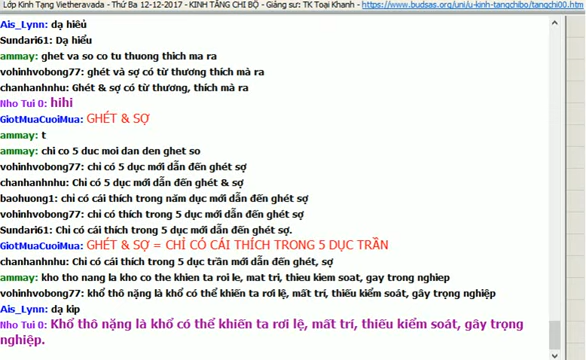 Lớp Kinh Tạng Vietheravada - Thứ Ba 12-12-2017 - KINH TĂNG CHI BỘ - Giảng sư: TK Toại Khanh - https://www.budsas.org/uni/u-kinh-tangchibo/tangchi00.htm
Ais_Lynn: dạ hiêủ
Sundari61: Dạ hiểu
ammay: ghet va so co tu thuong thich ma ra
vohinhvobong77: ghét và sợ có từ thương thích mà ra
chanhanhnhu: Ghét & sợ có từ thương, thích mà ra
Nho Tui 0: hihi
GiotMuaCuoiMua: GHÉT & SỢ
ammay: t
ammay: chi co 5 duc moi dan den ghet so
vohinhvobong77: chỉ có 5 dục mới dẫn đến ghét sợ
chanhanhnhu: Chỉ có 5 dục mới dẫn đến ghét & sợ
baohuong1: chỉ có cái thích trong năm dục mới dẫn đến ghét sợ
vohinhvobong77: chỉ có thích trong 5 dục mới dẫn đến ghét sợ
Sundari61: Chỉ có cái thích trong 5 dục mới dẫn đến ghét sợ.
GiotMuaCuoiMua: GHÉT & SỢ = CHỈ CÓ CÁI THÍCH TRONG 5 DỤC TRẦN
chanhanhnhu: Chỉ có cái thích trong 5 dục trần mới dẫn đến ghét, sợ
ammay: kho tho nang la kho co the khien ta roi le, mat tri, thieu kiem soat, gay trong nghiep
vohinhvobong77: khổ thô nặng là khổ có thể khiến ta rơi lệ, mất trí, thiếu kiểm soát, gây trọng nghiệp
Ais_Lynn: dạ kịp
Nho Tui 0: Khổ thô nặng là khổ có thể khiến ta rơi lệ, mất trí, thiếu kiểm soát, gây trọng
nghiệp.